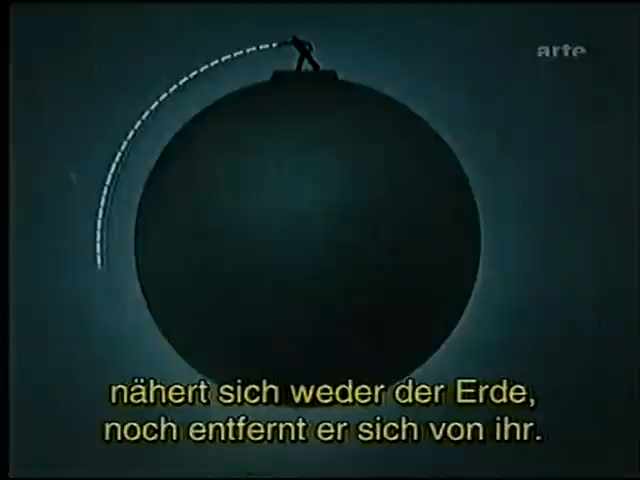 arte
nähert sich weder der Erde,
noch entfernt er sich von ihr.